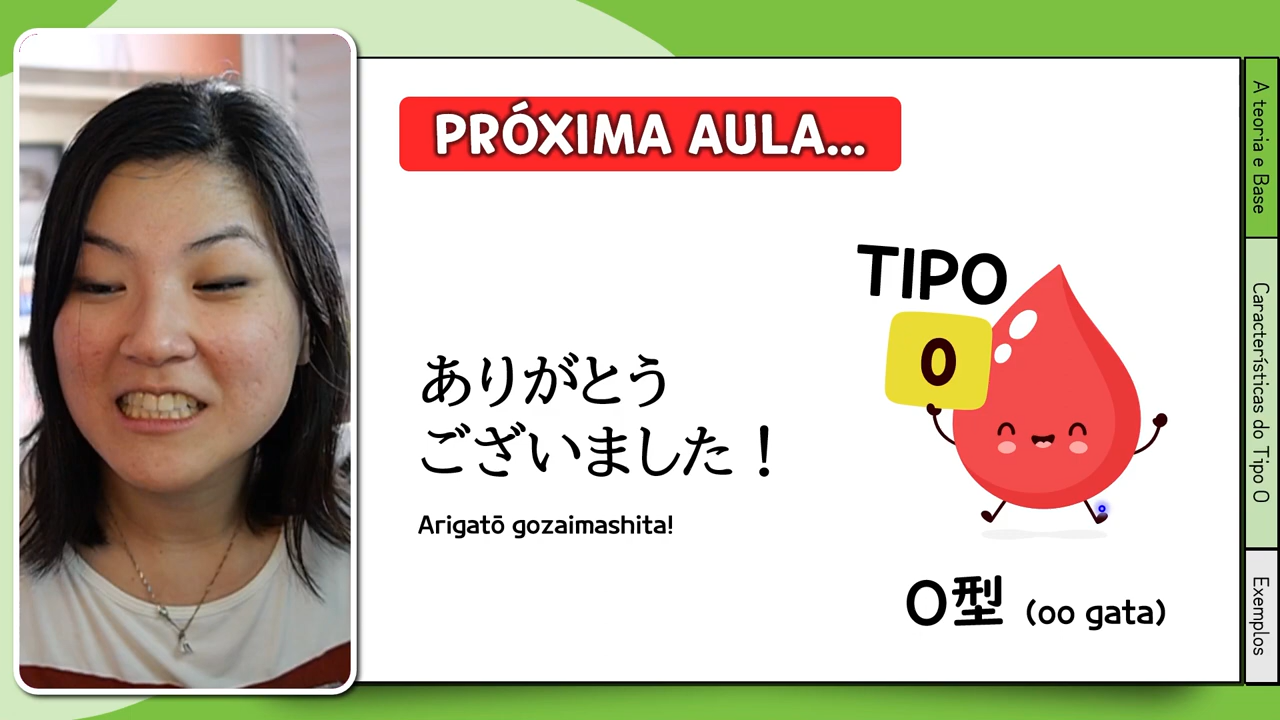 PRÓXIMA AULA...
TIPO
O
ありがとう
ございました！
Arigatō gozaimashita!
O型 (oo gata)
A teoria e Base
Características do Tipo O
Exemplos